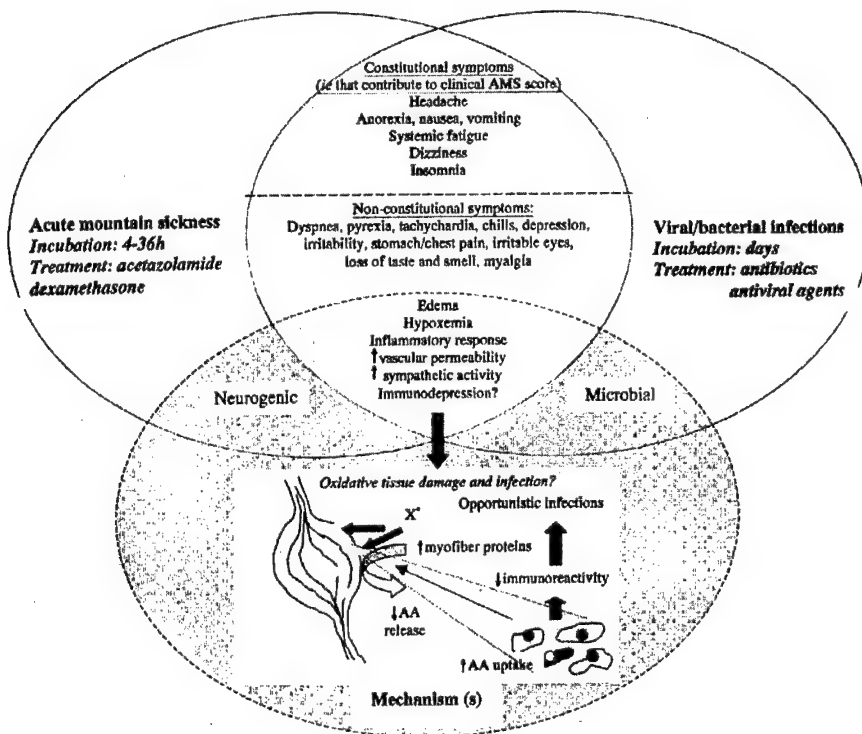 Constitutional symptoms
(ie that contribute to clinical AMS score)
Headache
Anorexia, nausea, vomiting
Systemic fatigue
Dizziness
Insomnia
Acute mountain sickness
Incubation: 4-36h
Treatment: acetazolamide
dexamethasone
Non-constitutional symptoms:
Dyspnea, pyrexia, tachycardia, chills, depression,
irritability, stomach/chest pain, irritable eyes,
loss of taste and smell, myalgia
Viral/bacterial infections
Incubation: days
Treatment: antibiotics
antiviral agents
Edema
Hypoxemia
Inflammatory response
↑vascular permeability
↑ sympathetic activity
Immunodepression?
Neurogenic
Microbial
Oxidative tissue damage and infection?
Opportunistic infections
X•
↑myofiber proteins
↓immunoreactivity
↓AA
release
↑AA uptake
Mechanism (s)